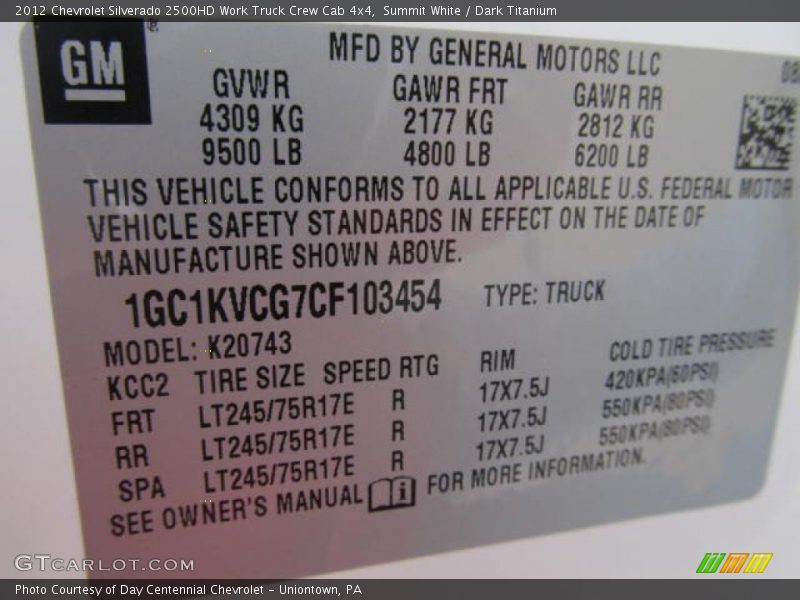 2012 Chevrolet Silverado 2500HD Work Truck Crew Cab 4x4, Summit White / Dark Titanium
GM
MFD BY GENERAL MOTORS LLC
08
GVWR GAWR FRT GAWR RR
4309 KG 2177 KG 2812 KG
9500 LB 4800 LB 6200 LB
THIS VEHICLE CONFORMS TO ALL APPLICABLE U.S. FEDERAL MOTOR
VEHICLE SAFETY STANDARDS IN EFFECT ON THE DATE OF
MANUFACTURE SHOWN ABOVE.
1GC1KVCG7CF103454 TYPE: TRUCK
MODEL: K20743
KCC2 TIRE SIZE SPEED RTG RIM COLD TIRE PRESSURE
FRT LT245/75R17E R 17X7.5J 420KPA(60PSI)
RR LT245/75R17E R 17X7.5J 550KPA(80PSI)
SPA LT245/75R17E R 17X7.5J 550KPA(80PSI)
SEE OWNER'S MANUAL i FOR MORE INFORMATION.
GTCARLOT.COM
Photo Courtesy of Day Centennial Chevrolet – Uniontown, PA